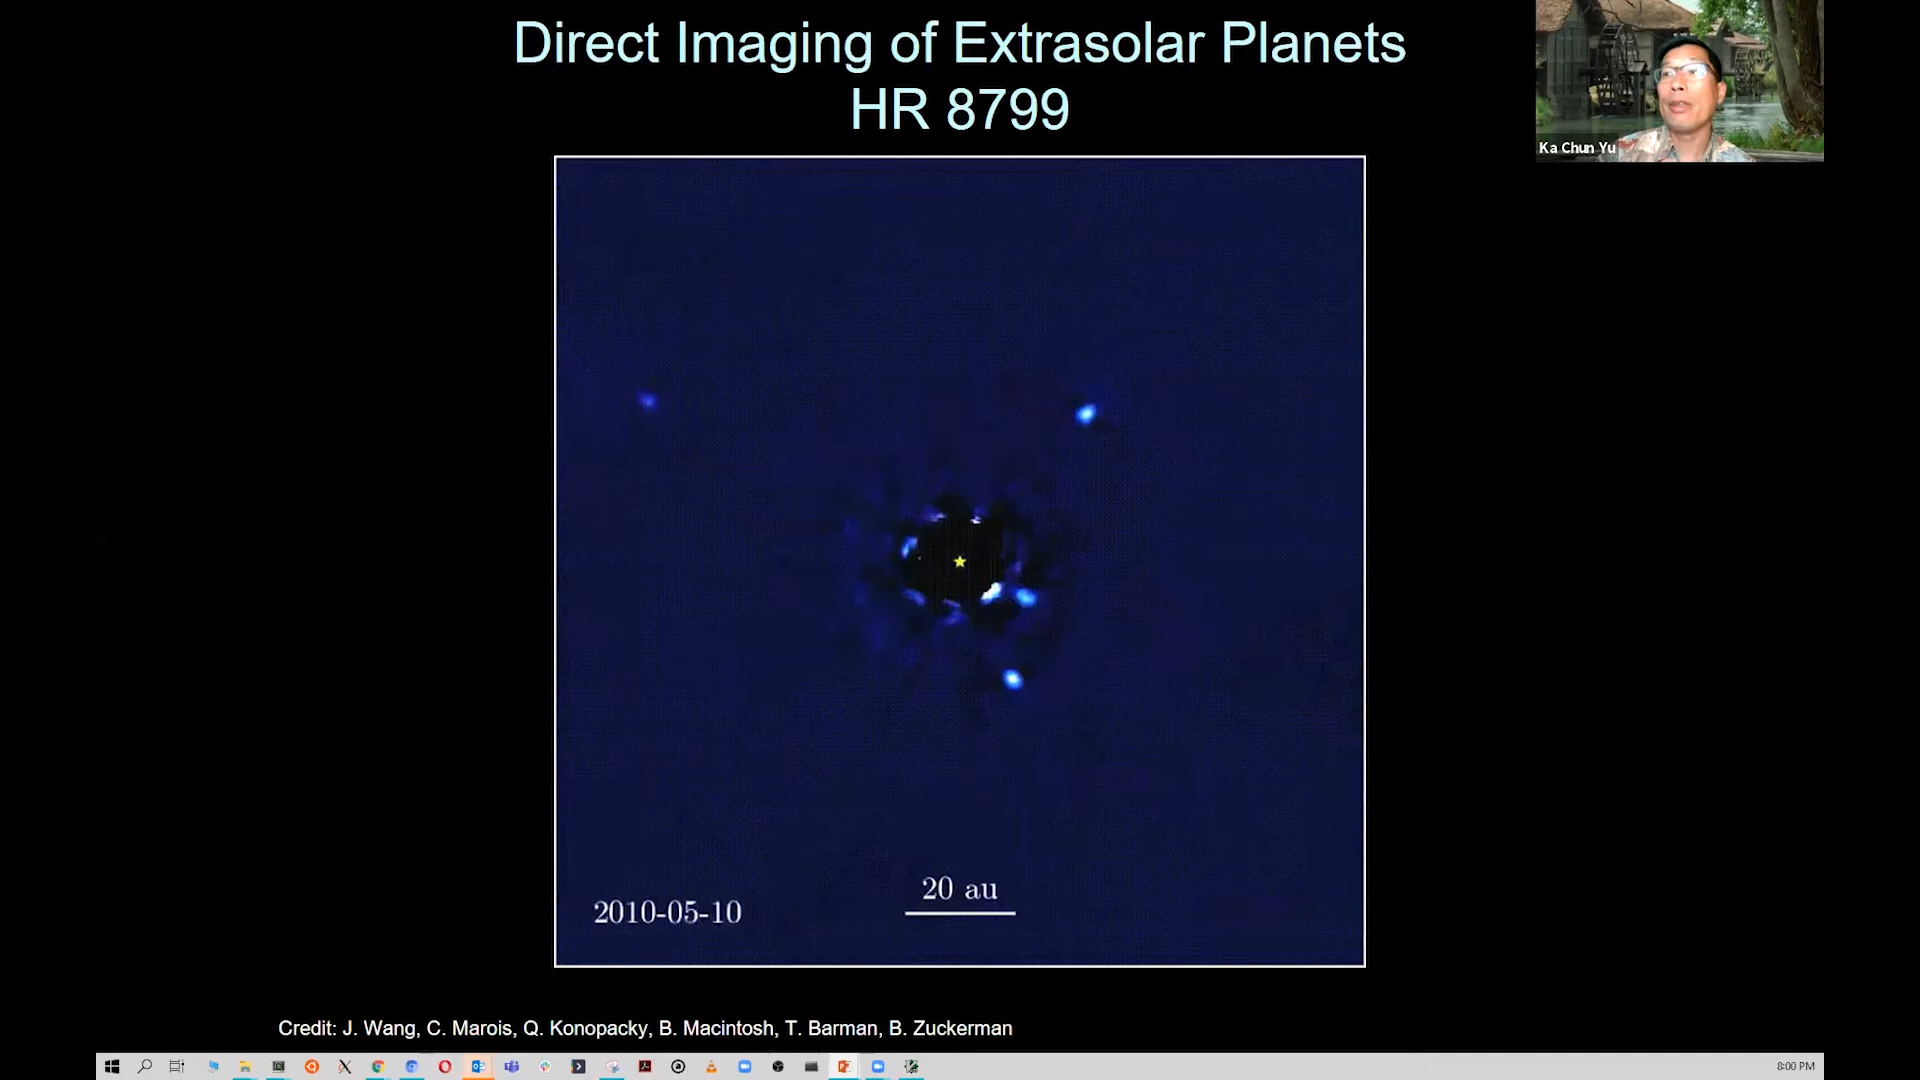 Direct Imaging of Extrasolar Planets
HR 8799
Ka Chun Yu
20 au
2010-05-10
Credit: J. Wang, C. Marois, Q. Konopacky, B. Macintosh, T. Barman, B. Zuckerman
8:00 PM